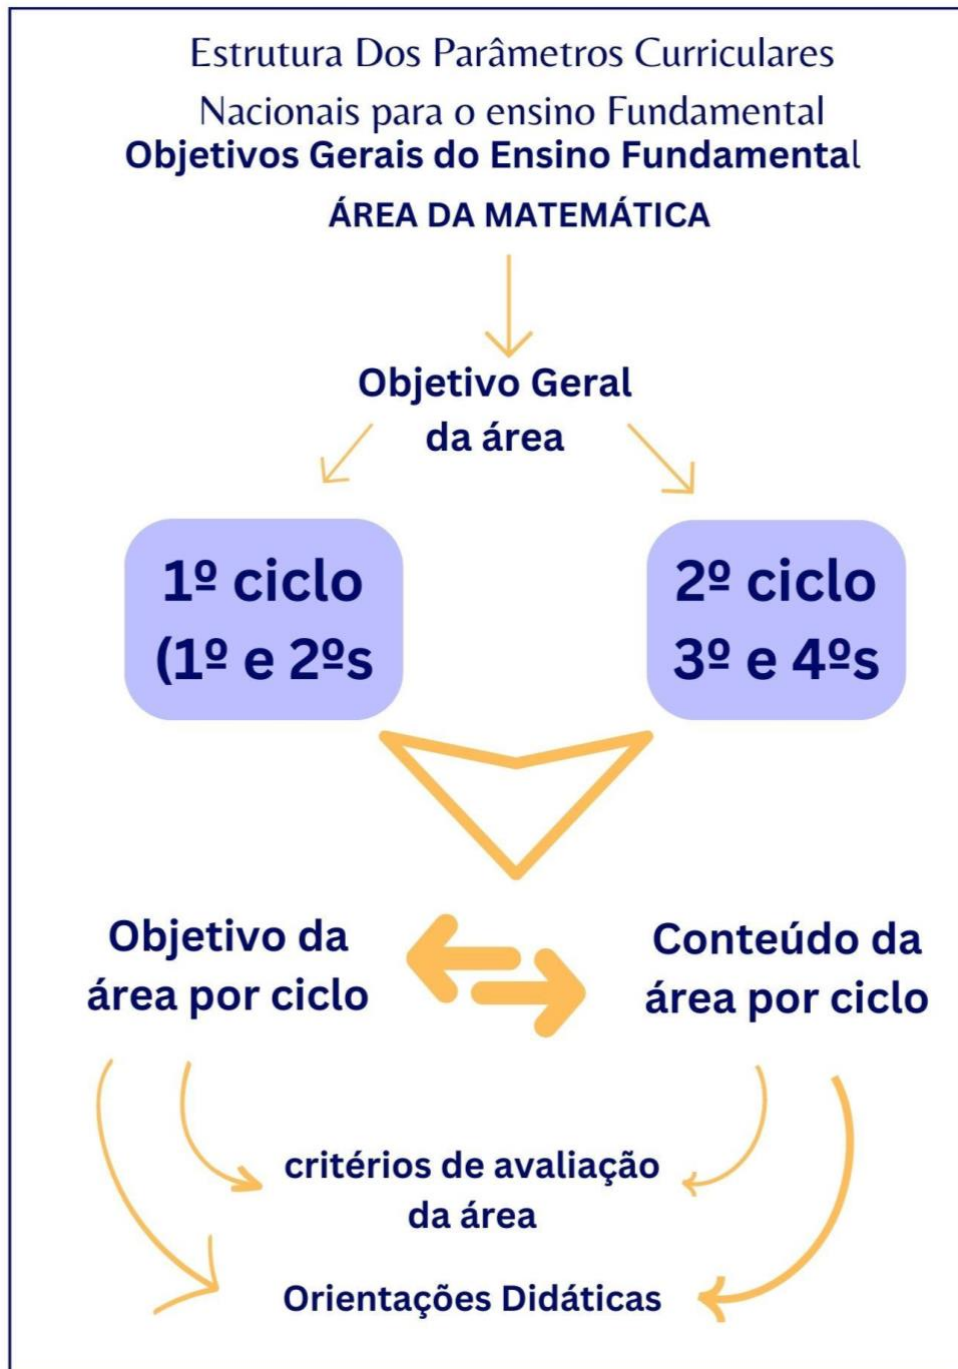 Estrutura Dos Parâmetros Curriculares
Nacionais para o ensino Fundamental
Objetivos Gerais do Ensino Fundamental
ÁREA DA MATEMÁTICA
Objetivo Geral
da área
1º ciclo
(1º e 2ºs
2º ciclo
3º e 4ºs
Objetivo da
área por ciclo
Conteúdo da
área por ciclo
critérios de avaliação
da área
Orientações Didáticas